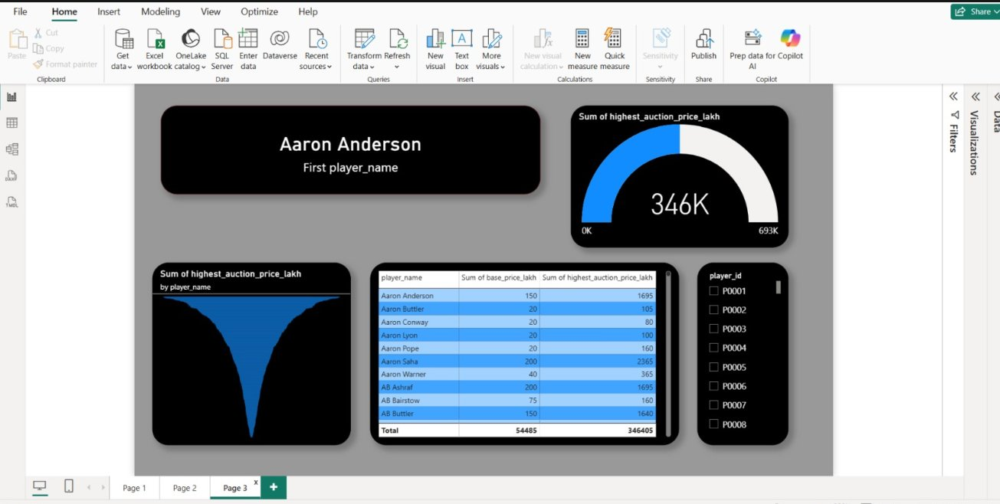 File Home Insert Modeling View Optimize Help
Share
Paste
Cut
Copy
Format painter
Clipboard
Get data
Excel workbook
OneLake catalog
SQL Server
Enter data
Dataverse
Recent sources
Data
Transform data
Refresh
Queries
New visual
Text box
More visuals
Insert
New visual calculation
New measure
Quick measure
Calculations
Sensitivity
Sensitivity
Publish
Share
Prep data for AI
Copilot
Copilot
DAX
TMDL
Aaron Anderson
First player_name
Sum of highest_auction_price_lakh
346K
0K
693K
Sum of highest_auction_price_lakh
by player_name
player_name Sum of base_price_lakh Sum of highest_auction_price_lakh
Aaron Anderson 150 1695
Aaron Buttler 20 105
Aaron Conway 20 80
Aaron Lyon 20 100
Aaron Pope 20 160
Aaron Saha 200 2365
Aaron Warner 40 365
AB Ashraf 200 1695
AB Bairstow 75 160
AB Buttler 150 1640
Total 54485 346405
player_id
P0001
P0002
P0003
P0004
P0005
P0006
P0007
P0008
Filters
Visualizations
Data
Page 1 Page 2 Page 3 x +